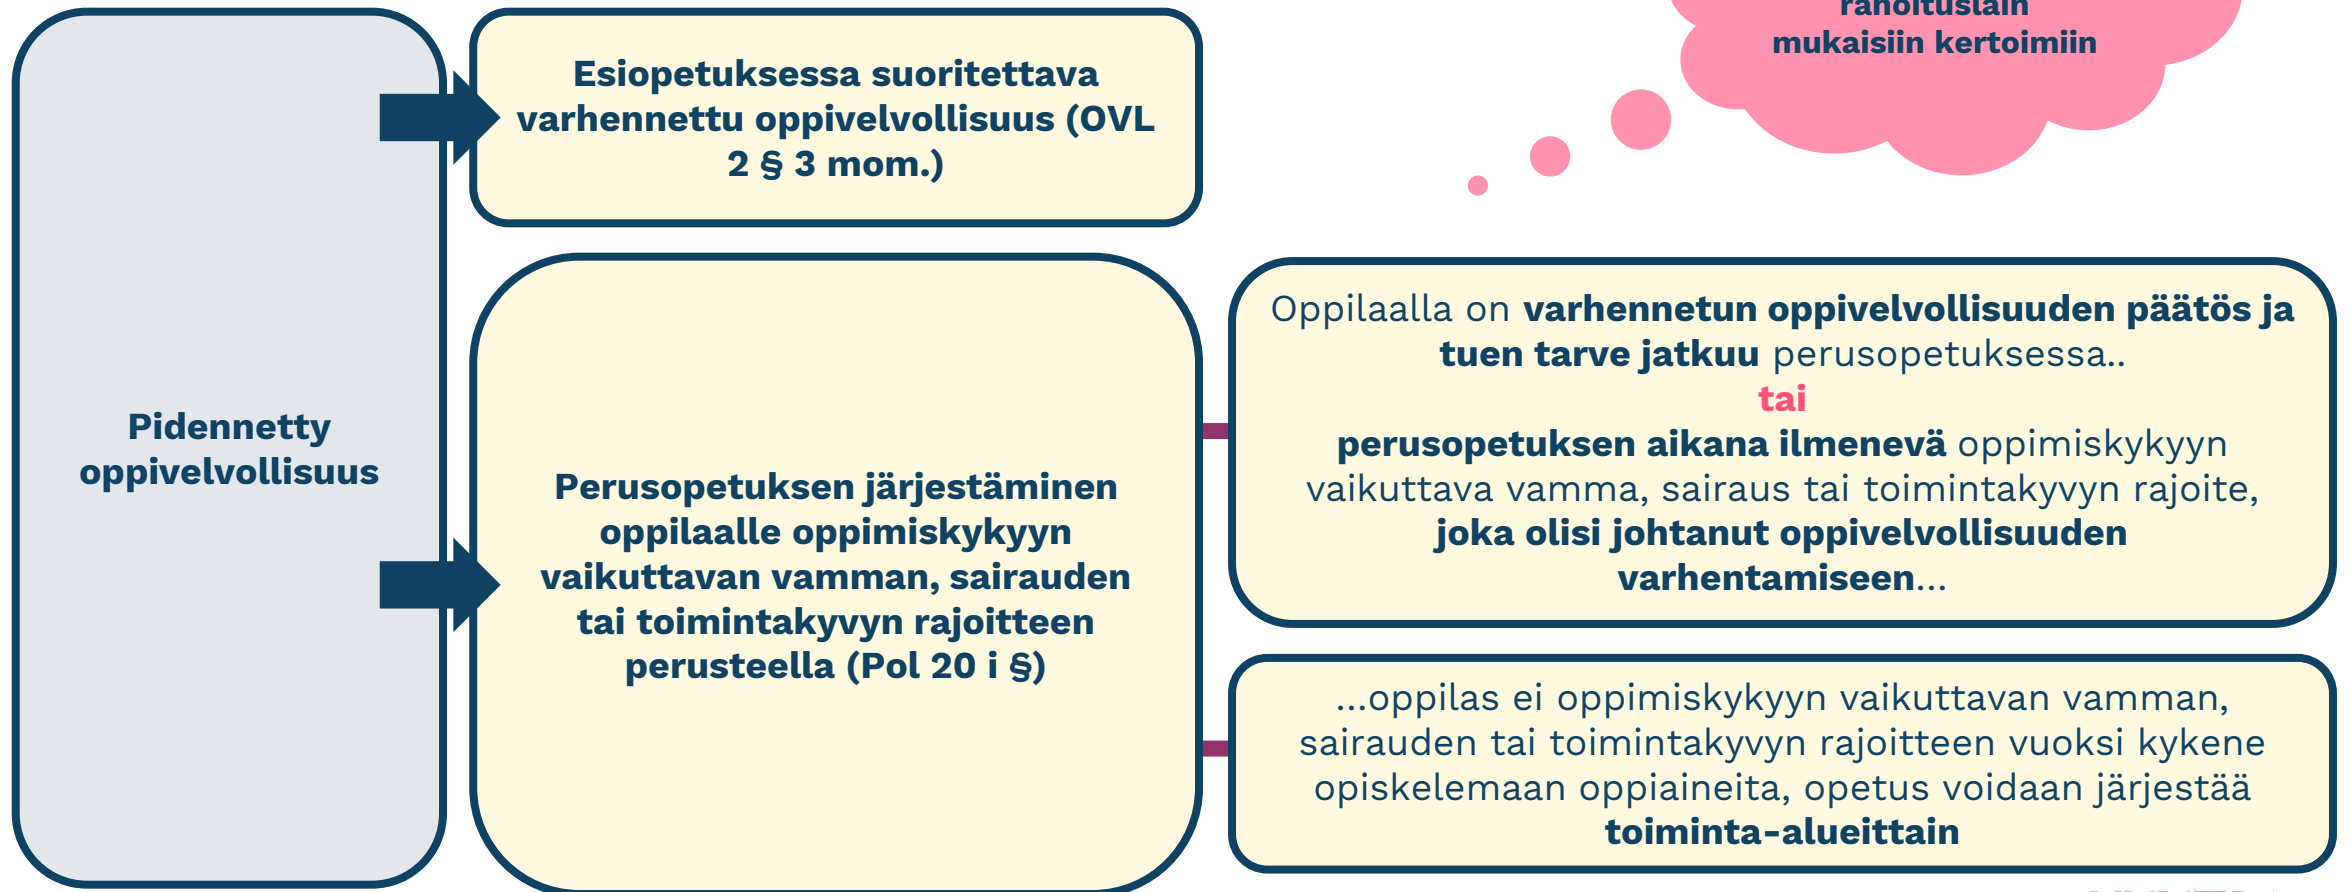 rahoituslain
mukaisiin kertoimiin
Esiopetuksessa suoritettava
varhennettu oppivelvollisuus (OVL
2 § 3 mom.)
Pidennetty
oppivelvollisuus
Perusopetuksen järjestäminen
oppilaalle oppimiskykyyn
vaikuttavan vamman, sairauden
tai toimintakyvyn rajoitteen
perusteella (Pol 20 i §)
Oppilaalla on varhennetun oppivelvollisuuden päätös ja
tuen tarve jatkuu perusopetuksessa..
tai
perusopetuksen aikana ilmenevä oppimiskykyyn
vaikuttava vamma, sairaus tai toimintakyvyn rajoite,
joka olisi johtanut oppivelvollisuuden
varhentamiseen...
...oppilas ei oppimiskykyyn vaikuttavan vamman,
sairauden tai toimintakyvyn rajoitteen vuoksi kykene
opiskelemaan oppiaineita, opetus voidaan järjestää
toiminta-alueittain